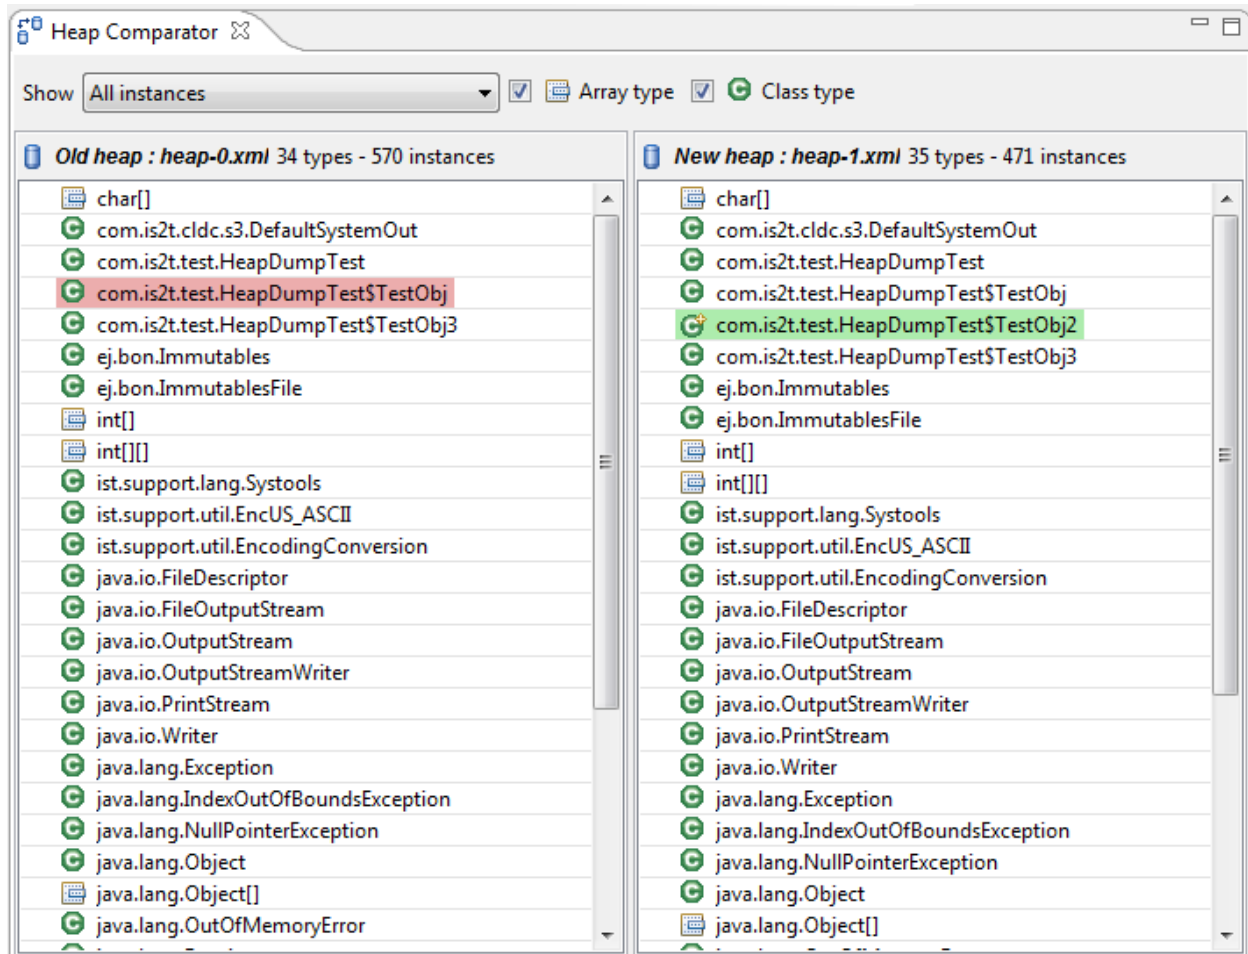 Heap Comparator
Show All instances Array type Class type
Old heap : heap-0.xml 34 types - 570 instances
char[]
com.is2t.cldc.s3.DefaultSystemOut
com.is2t.test.HeapDumpTest
com.is2t.test.HeapDumpTest$TestObj
com.is2t.test.HeapDumpTest$TestObj3
ej.bon.Immutables
ej.bon.ImmutablesFile
int[]
int[][]
ist.support.lang.Systools
ist.support.util.EncUS_ASCII
ist.support.util.EncodingConversion
java.io.FileDescriptor
java.io.FileOutputStream
java.io.OutputStream
java.io.OutputStreamWriter
java.io.PrintStream
java.io.Writer
java.lang.Exception
java.lang.IndexOutOfBoundsException
java.lang.NullPointerException
java.lang.Object
java.lang.Object[]
java.lang.OutOfMemoryError
New heap : heap-1.xml 35 types - 471 instances
char[]
com.is2t.cldc.s3.DefaultSystemOut
com.is2t.test.HeapDumpTest
com.is2t.test.HeapDumpTest$TestObj
com.is2t.test.HeapDumpTest$TestObj2
com.is2t.test.HeapDumpTest$TestObj3
ej.bon.Immutables
ej.bon.ImmutablesFile
int[]
int[][]
ist.support.lang.Systools
ist.support.util.EncUS_ASCII
ist.support.util.EncodingConversion
java.io.FileDescriptor
java.io.FileOutputStream
java.io.OutputStream
java.io.OutputStreamWriter
java.io.PrintStream
java.io.Writer
java.lang.Exception
java.lang.IndexOutOfBoundsException
java.lang.NullPointerException
java.lang.Object
java.lang.Object[]